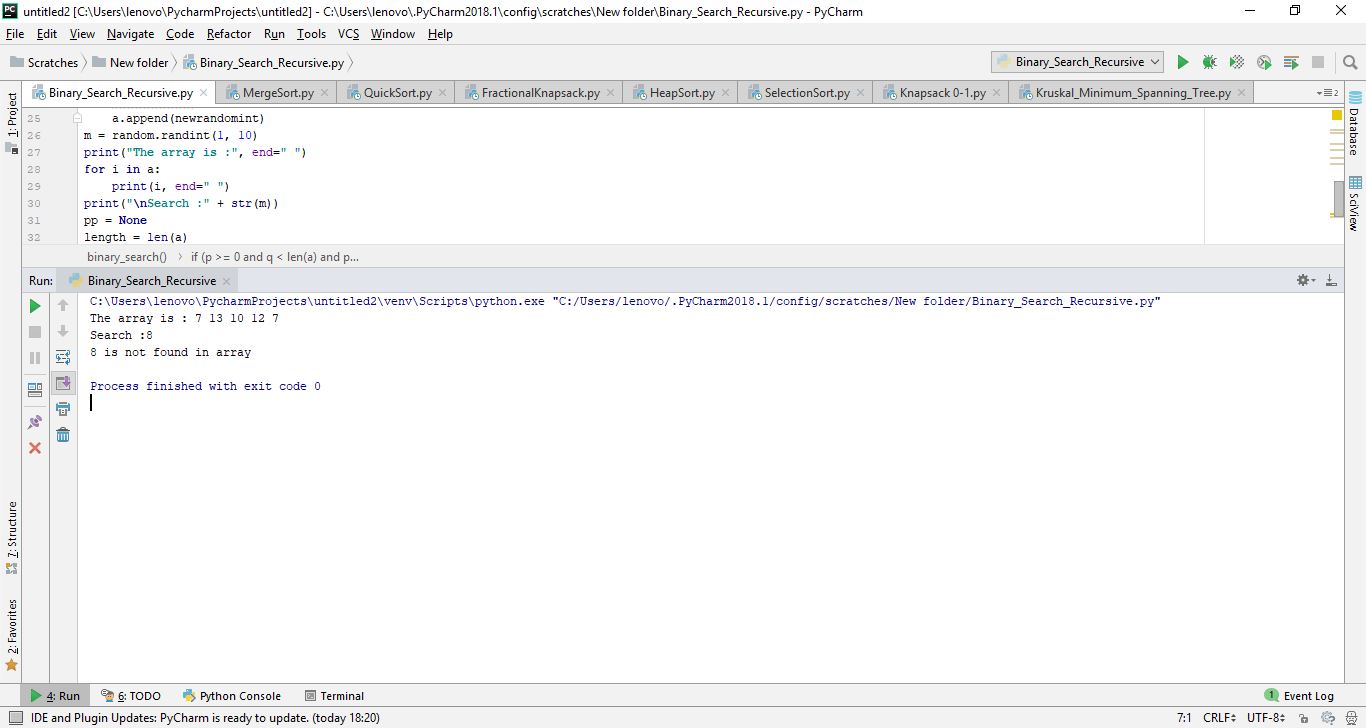 untitled2 [C:\Users\lenovo\PycharmProjects\untitled2] - C:\Users\lenovo\.PyCharm2018.1\config\scratches\New folder\Binary_Search_Recursive.py - PyCharm
File Edit View Navigate Code Refactor Run Tools VCS Window Help
Scratches New folder Binary_Search_Recursive.py Binary_Search_Recursive
Binary_Search_Recursive.py MergeSort.py QuickSort.py FractionalKnapsack.py HeapSort.py SelectionSort.py Knapsack 0-1.py Kruskal_Minimum_Spanning_Tree.py 2
1: Project
25 a.append(newrandomint)
26 m = random.randint(1, 10)
27 print("The array is :", end=" ")
28 for i in a:
29 print(i, end=" ")
30 print("\nSearch :" + str(m))
31 pp = None
32 length = len(a)
Database
SciView
binary_search() if (p >= 0 and q < len(a) and p...
Run: Binary_Search_Recursive
C:\Users\lenovo\PycharmProjects\untitled2\venv\Scripts\python.exe "C:/Users/lenovo/.PyCharm2018.1/config/scratches/New folder/Binary_Search_Recursive.py"
The array is : 7 13 10 12 7
Search :8
8 is not found in array
Process finished with exit code 0
7: Structure
2: Favorites
4: Run 6: TODO Python Console Terminal 1 Event Log
IDE and Plugin Updates: PyCharm is ready to update. (today 18:20) 7:1 CRLF UTF-8